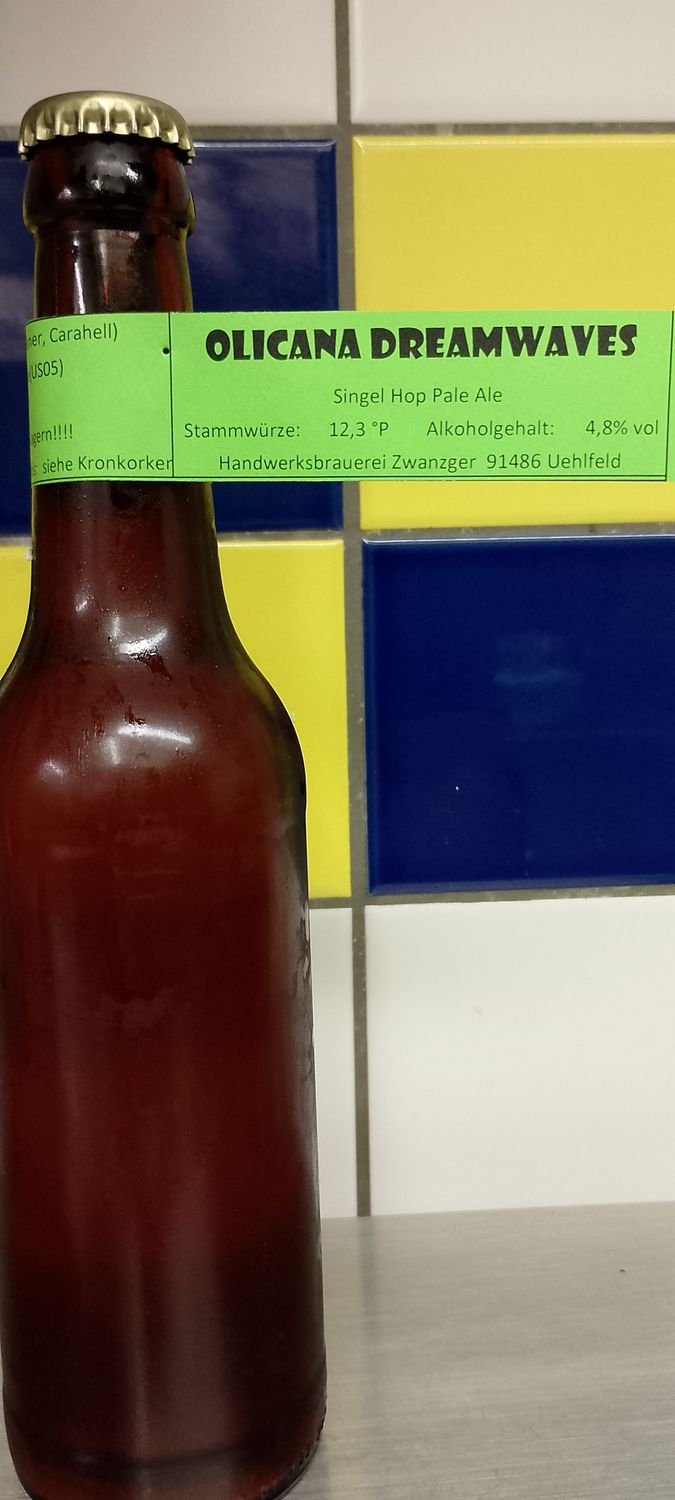 Carahell)
(US05)
siehe Kronkorken
OLICANA DREAMWAVES
Singel Hop Pale Ale
Stammwürze: 12,3 °P Alkoholgehalt: 4,8% vol
Handwerksbrauerei Zwanzger 91486 Uehlfeld